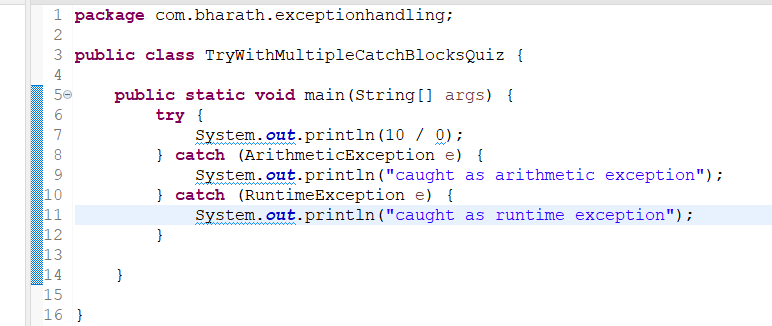 1 package com.bharath.exceptionhandling;
2
3 public class TryWithMultipleCatchBlocksQuiz {
4
5 public static void main(String[] args) {
6 try {
7 System.out.println(10 / 0);
8 } catch (ArithmeticException e) {
9 System.out.println("caught as arithmetic exception");
10 } catch (RuntimeException e) {
11 System.out.println("caught as runtime exception");
12 }
13
14 }
15
16 }